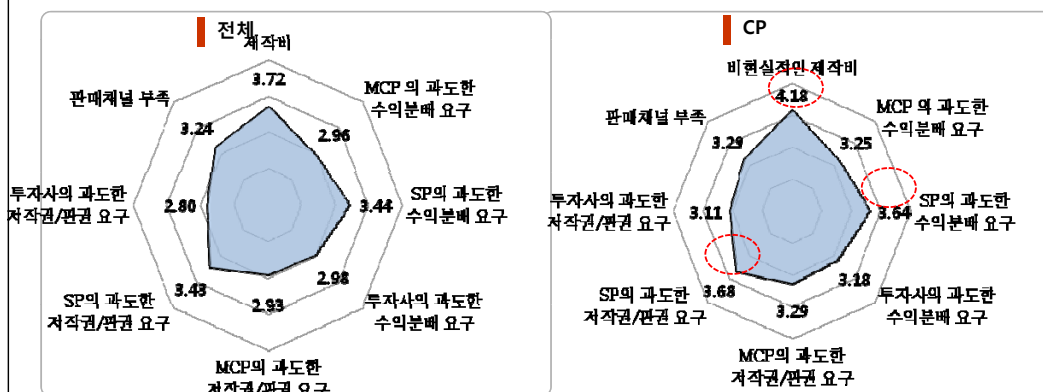 전체
제작비
3.72
MCP 의 과도한
수익분배 요구
2.96
SP의 과도한
수익분배 요구
3.44
투자사의 과도한
수익분배 요구
2.98
MCP의 과도한
저작권/판권 요구
2.93
SP의 과도한
저작권/판권 요구
3.43
투자사의 과도한
저작권/판권 요구
2.80
판매채널 부족
3.24
CP
비현실적인 제작비
4.18
MCP 의 과도한
수익분배 요구
3.25
SP의 과도한
수익분배 요구
3.64
투자사의 과도한
수익분배 요구
3.18
MCP의 과도한
저작권/판권 요구
3.29
SP의 과도한
저작권/판권 요구
3.68
투자사의 과도한
저작권/판권 요구
3.11
판매채널 부족
3.29